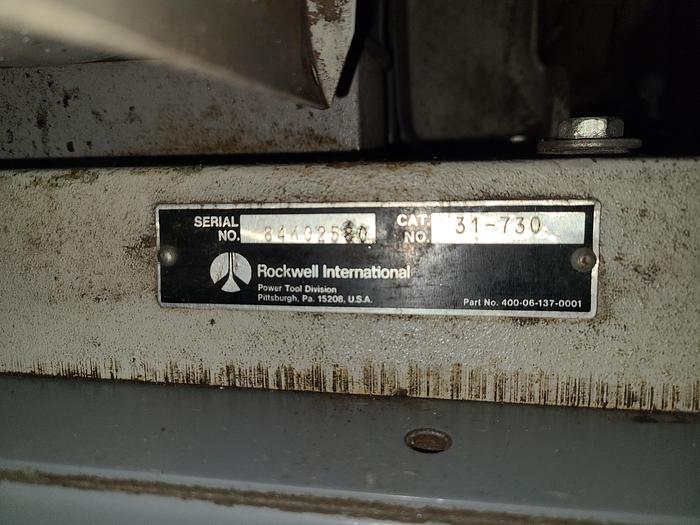 SERIAL NO.
CAT. NO. 31-730
Rockwell International
Power Tool Division
Pittsburgh, Pa. 15208, U.S.A.
Part No. 400-06-137-0001